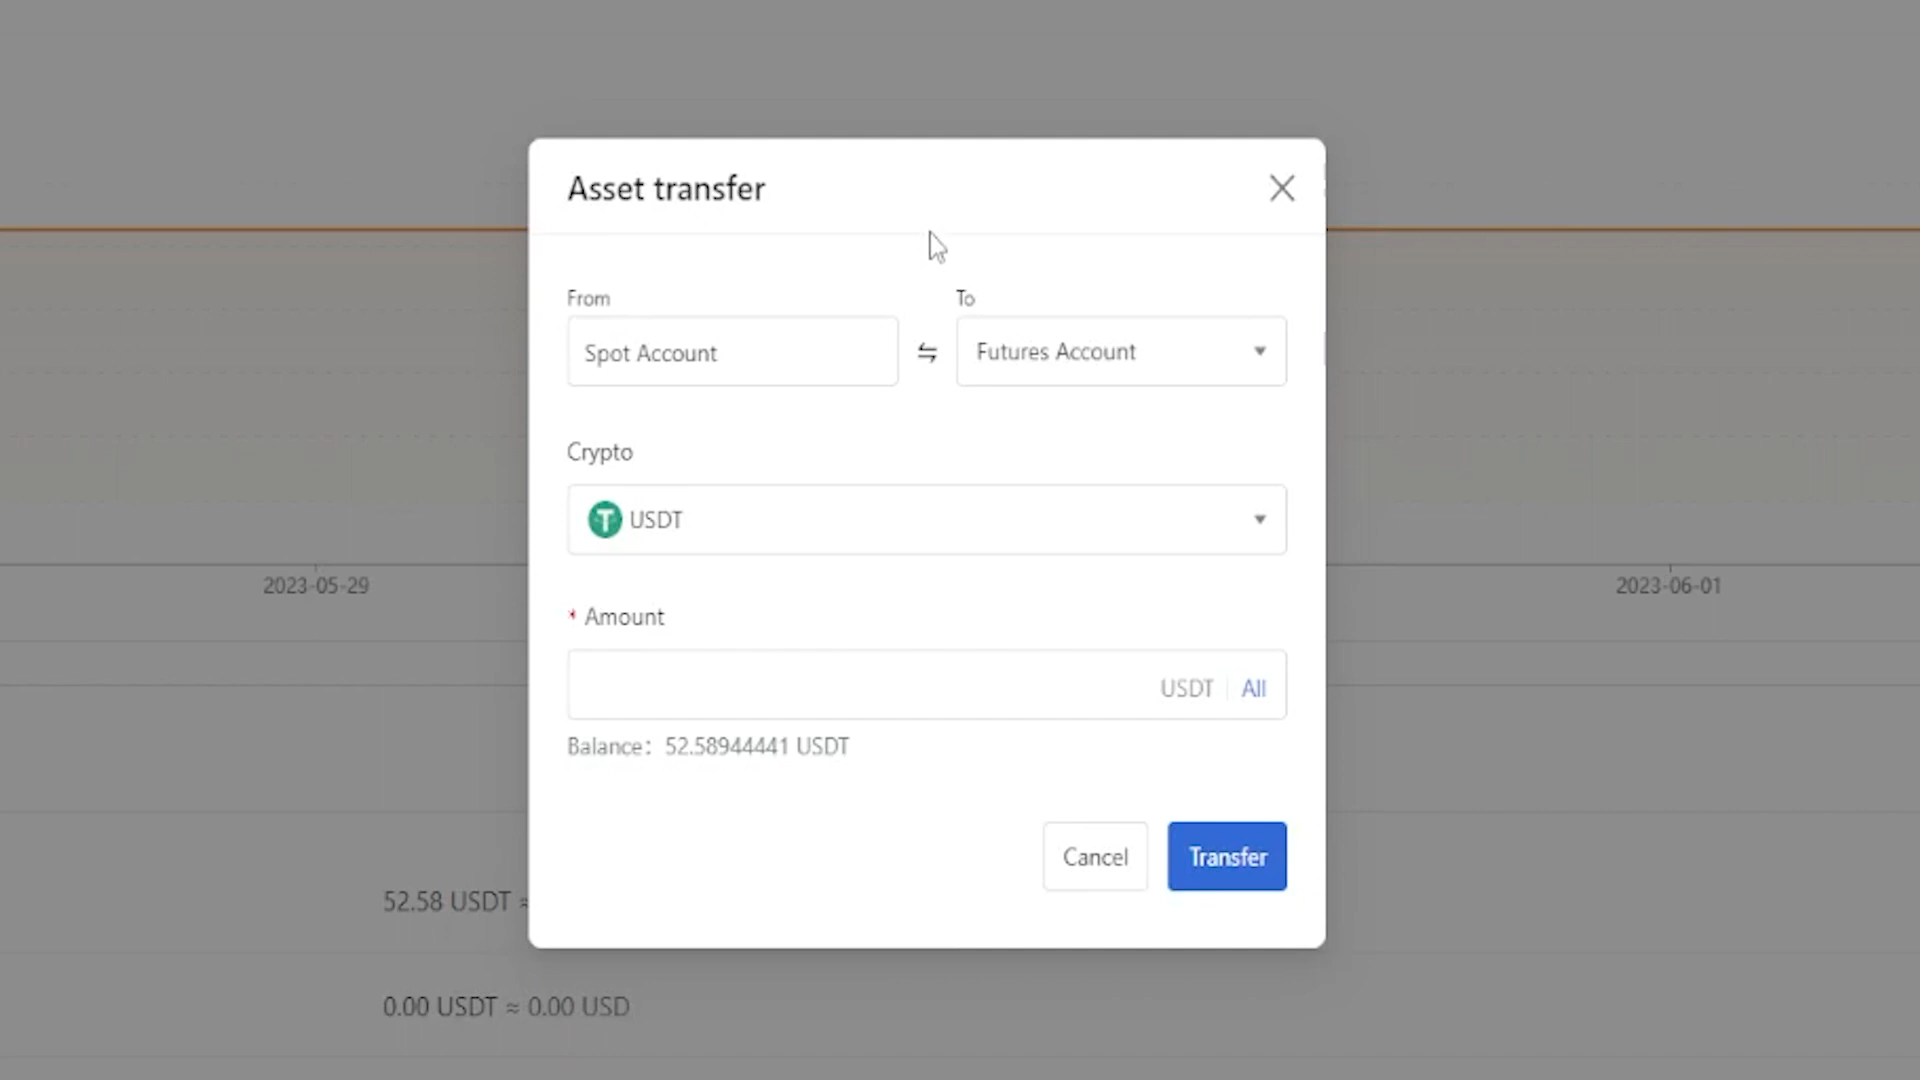 Asset transfer
From
To
Spot Account
Futures Account
Crypto
USDT
2023-05-29
2023-06-01
* Amount
USDT All
Balance: 52.58944441 USDT
Cancel
Transfer
52.58 USDT ≈
0.00 USDT ≈ 0.00 USD